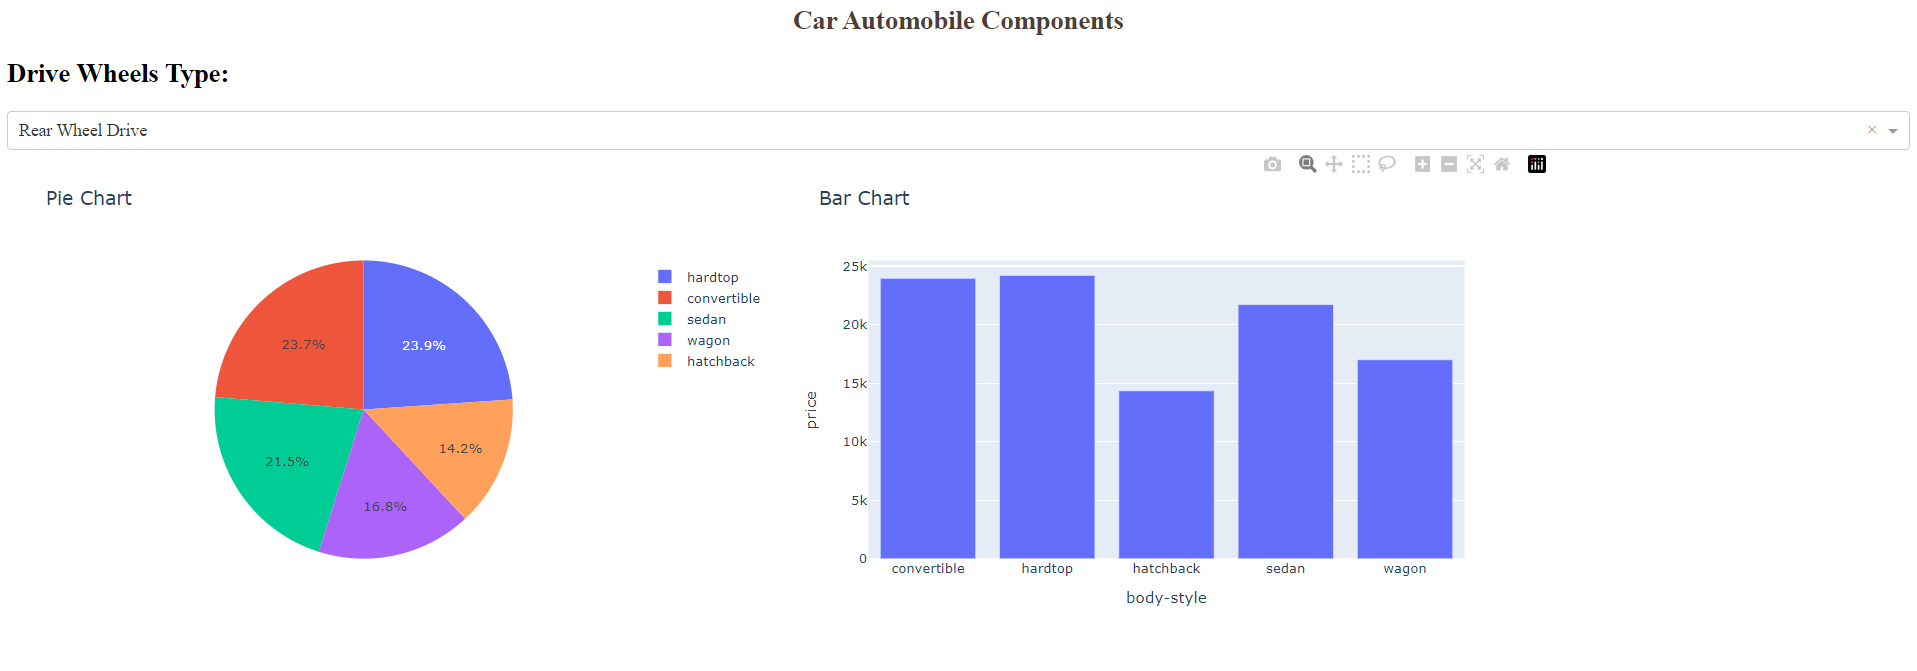 Car Automobile Components
Drive Wheels Type:
Rear Wheel Drive
×
Pie Chart
23.7%
23.9%
21.5%
14.2%
16.8%
hardtop
convertible
sedan
wagon
hatchback
Bar Chart
25k
20k
15k
10k
5k
0
price
convertible hardtop hatchback sedan wagon
body-style